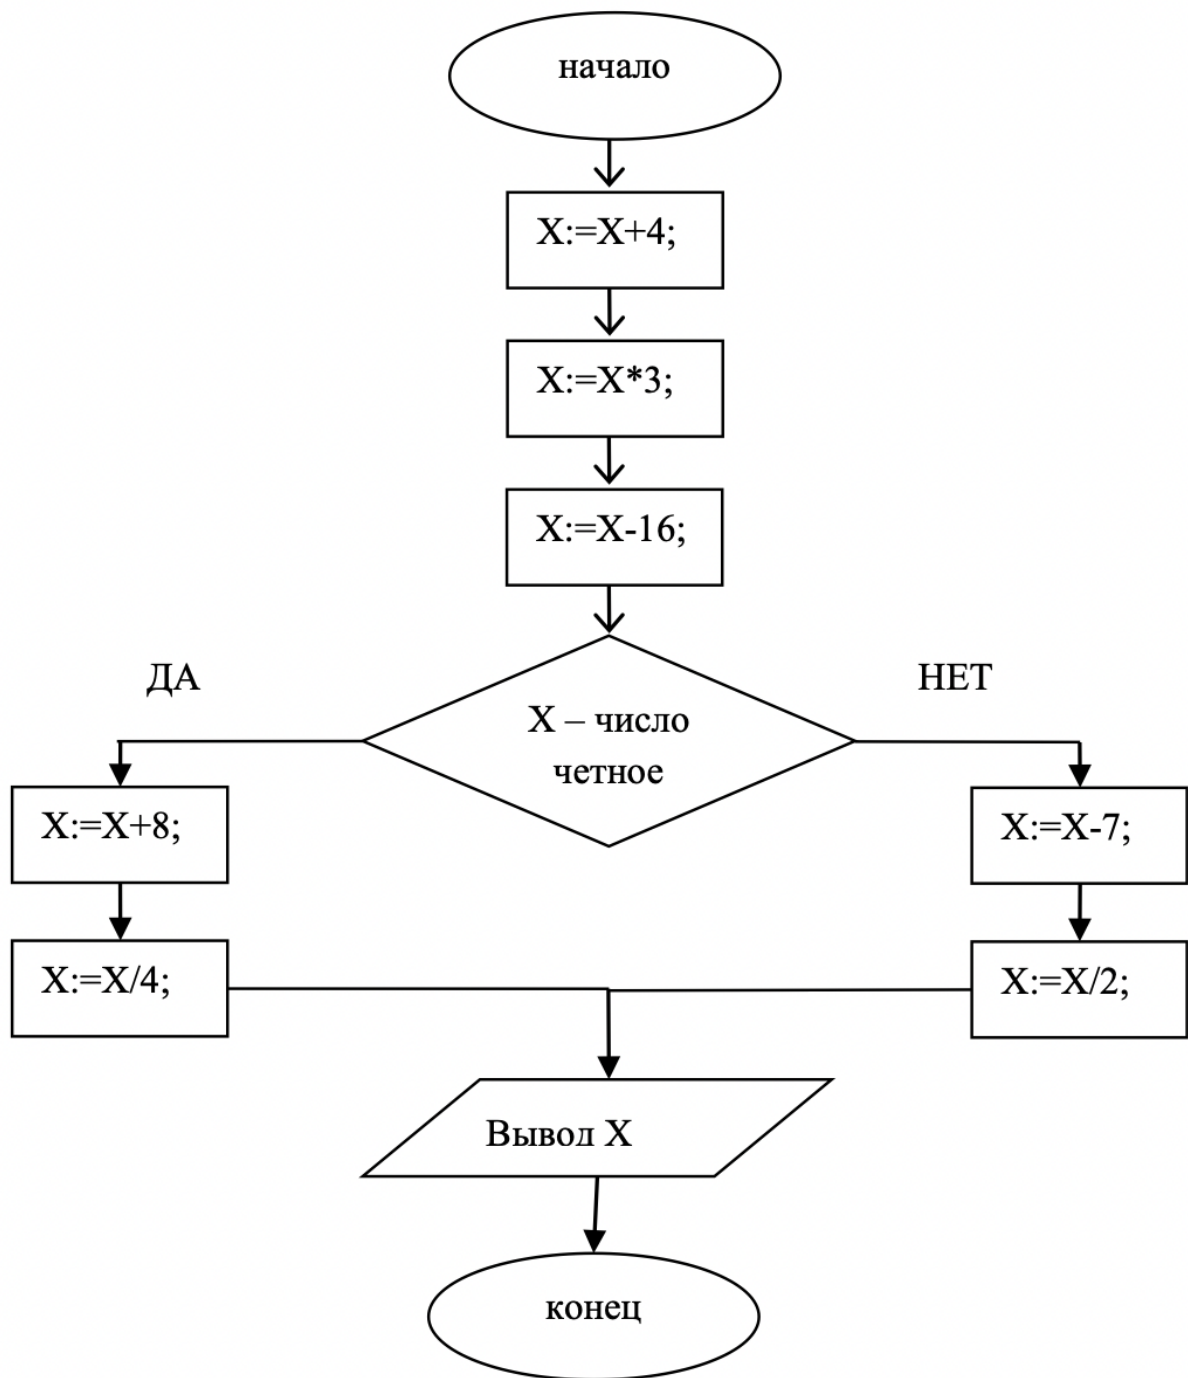 начало
X:=X+4;
X:=X*3;
X:=X-16;
ДА
НЕТ
X – число
четное
X:=X+8;
X:=X-7;
X:=X/4;
X:=X/2;
Вывод X
конец